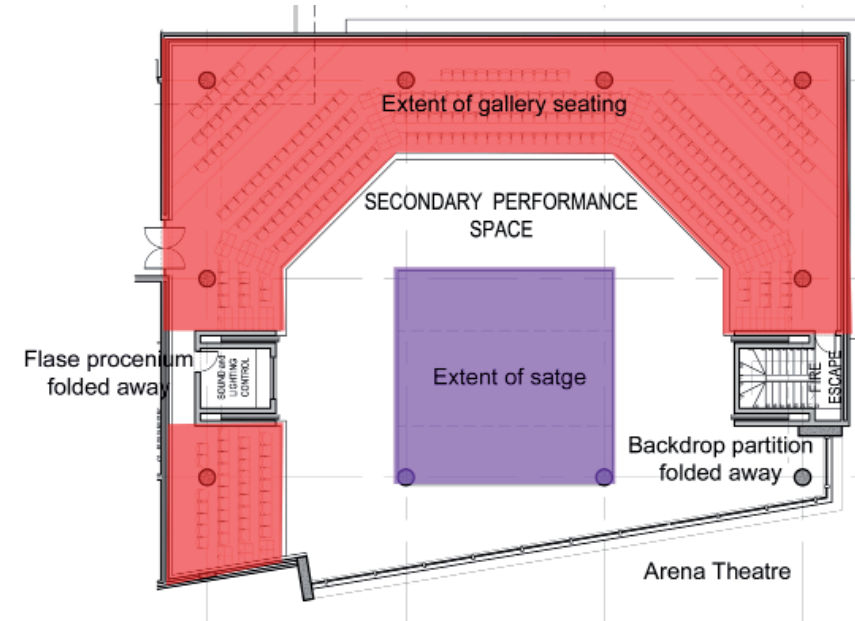 Extent of gallery seating
SECONDARY PERFORMANCE
SPACE
Flase procenium
folded away
SOUND and
LIGHTING
CONTROL
Extent of satge
FIRE
ESCAPE
Backdrop partition
folded away
Arena Theatre